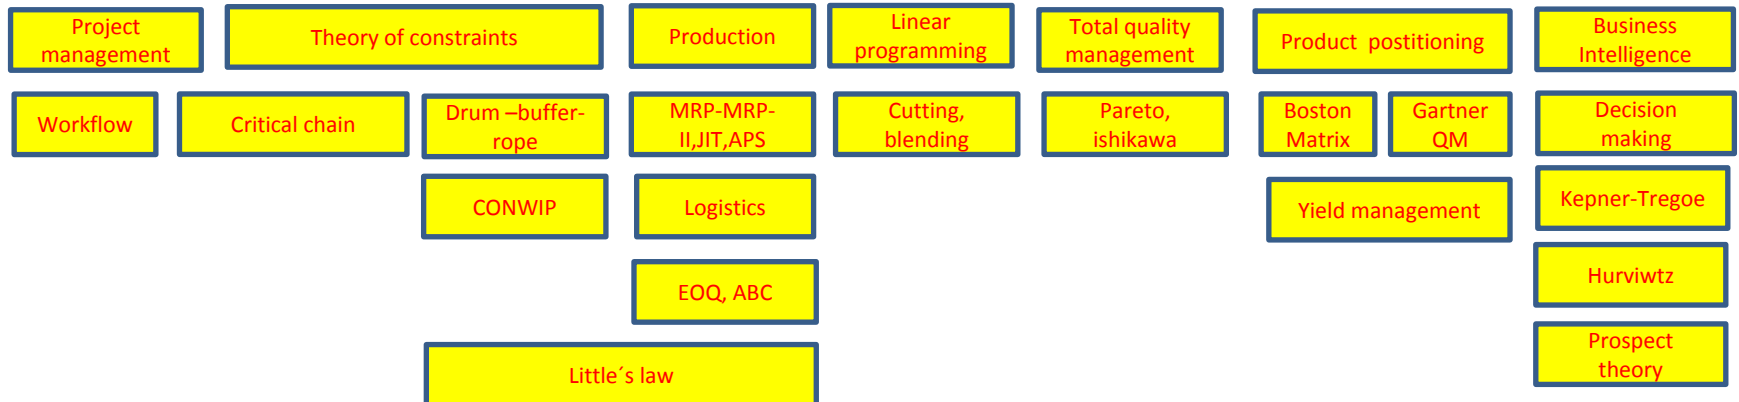 Project
management
Theory of constraints
Production
Linear
programming
Total quality
management
Product  postitioning
Business
Intelligence
Workflow
Critical chain
Drum –buffer-
rope
MRP-MRP-
II,JIT,APS
Cutting,
blending
Pareto,
ishikawa
Boston
Matrix
Gartner
QM
Decision
making
CONWIP
Logistics
Yield management
Kepner-Tregoe
EOQ, ABC
Hurviwtz
Little´s law
Prospect
theory